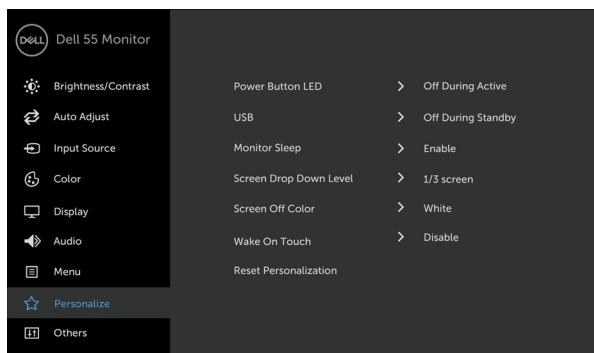 DELL Dell 55 Monitor
Brightness/Contrast
Auto Adjust
Input Source
Color
Display
Audio
Menu
Personalize
Others
Power Button LED > Off During Active
USB > Off During Standby
Monitor Sleep > Enable
Screen Drop Down Level > 1/3 screen
Screen Off Color > White
Wake On Touch > Disable
Reset Personalization